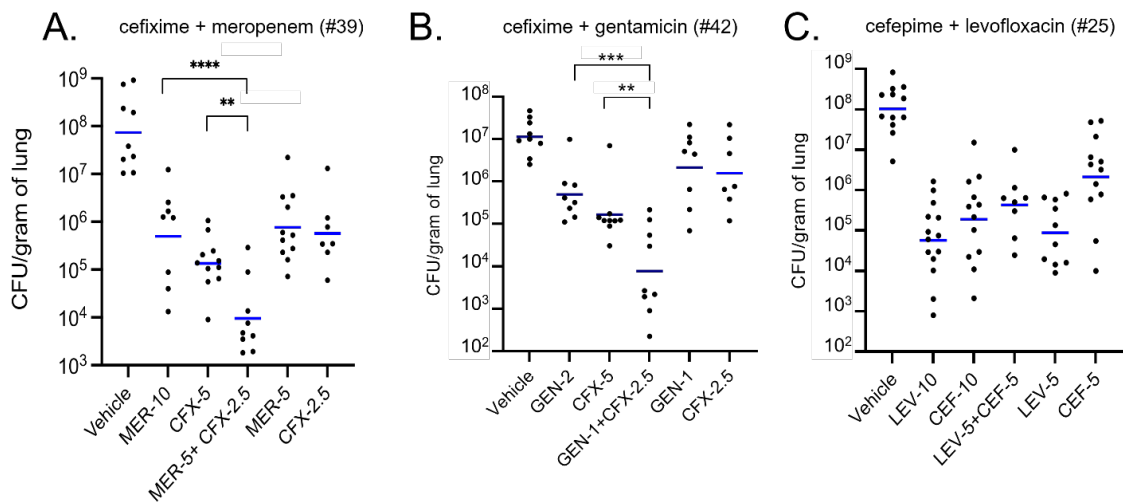 A.
cefixime + meropenem (#39)
****
**
CFU/gram of lung
10⁹
10⁸
10⁷
10⁶
10⁵
10⁴
10³
Vehicle
MER-10
CFX-5
MER-5+ CFX-2.5
MER-5
CFX-2.5
B.
cefixime + gentamicin (#42)
***
**
CFU/gram of lung
10⁸
10⁷
10⁶
10⁵
10⁴
10³
10²
Vehicle
GEN-2
CFX-5
GEN-1+CFX-2.5
GEN-1
CFX-2.5
C.
cefepime + levofloxacin (#25)
CFU/gram of lung
10⁹
10⁸
10⁷
10⁶
10⁵
10⁴
10³
10²
Vehicle
LEV-10
CEF-10
LEV-5+CEF-5
LEV-5
CEF-5